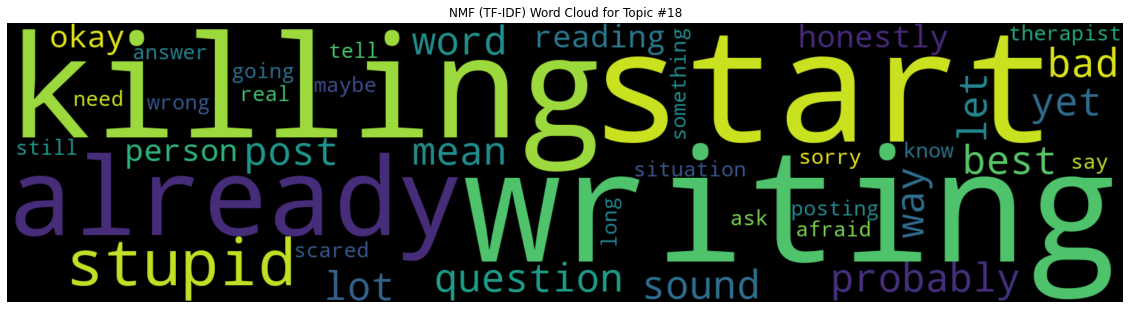 NMF (TF-IDF) Word Cloud for Topic #18
okay answer tell word reading something honestly therapist
killing start
going real maybe bad
need wrong let yet
still person post mean situation sorry know best say
already writing
long ask posting afraid way
stupid scared
lot question sound probably